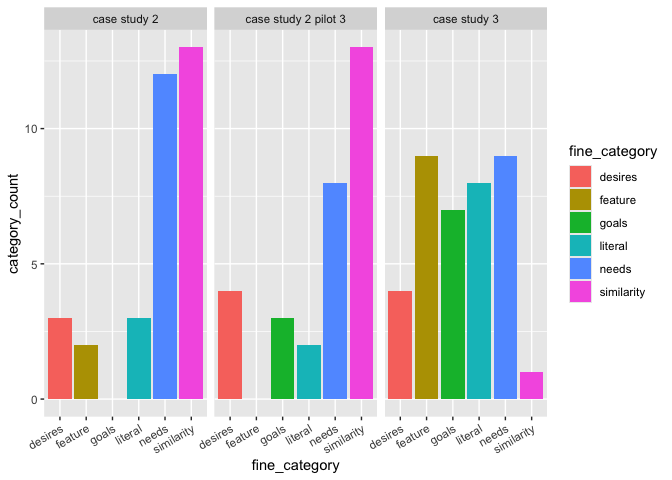 case study 2
case study 2 pilot 3
case study 3
category_count
10
5
0
desires
feature
goals
literal
needs
similarity
desires
feature
goals
literal
needs
similarity
desires
feature
goals
literal
needs
similarity
fine_category
fine_category
desires
feature
goals
literal
needs
similarity